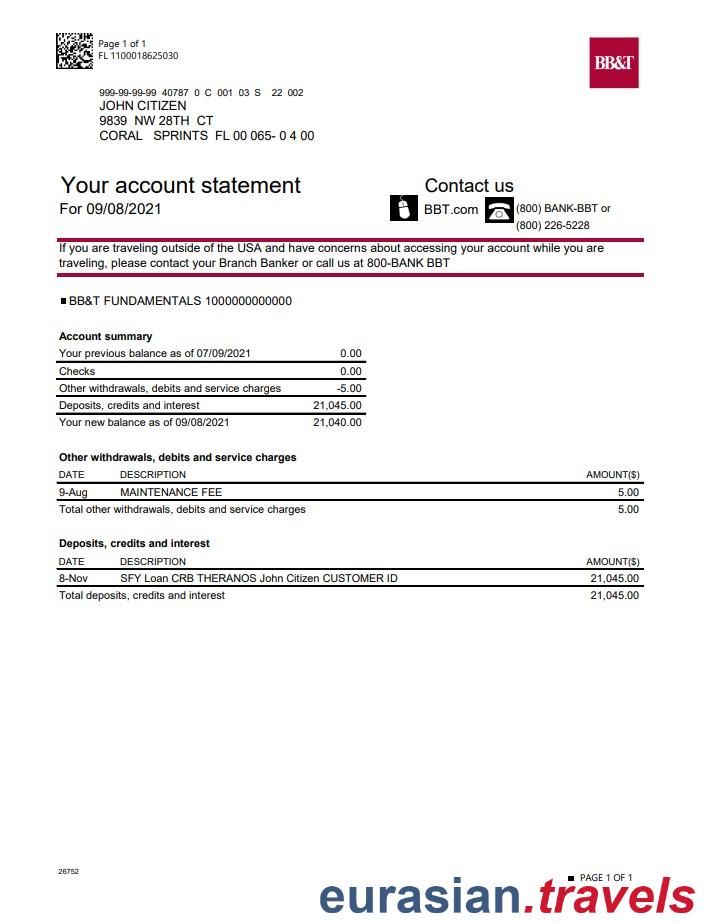 Page 1 of 1
FL 1100018625030
BB&T
999-99-99-99 40787 0 C 001 03 S 22 002
JOHN CITIZEN
9839 NW 28TH CT
CORAL SPRINTS FL 00 065- 0 4 00
Your account statement
For 09/08/2021
Contact us
BBT.com
(800) BANK-BBT or
(800) 226-5228
If you are traveling outside of the USA and have concerns about accessing your account while you are
traveling, please contact your Branch Banker or call us at 800-BANK BBT
BB&T FUNDAMENTALS 1000000000000
Account summary
Your previous balance as of 07/09/2021 0.00
Checks 0.00
Other withdrawals, debits and service charges -5.00
Deposits, credits and interest 21,045.00
Your new balance as of 09/08/2021 21,040.00
Other withdrawals, debits and service charges
DATE DESCRIPTION AMOUNT($)
9-Aug MAINTENANCE FEE 5.00
Total other withdrawals, debits and service charges 5.00
Deposits, credits and interest
DATE DESCRIPTION AMOUNT($)
8-Nov SFY Loan CRB THERANOS John Citizen CUSTOMER ID 21,045.00
Total deposits, credits and interest 21,045.00
26752
PAGE 1 OF 1
eurasian.travels